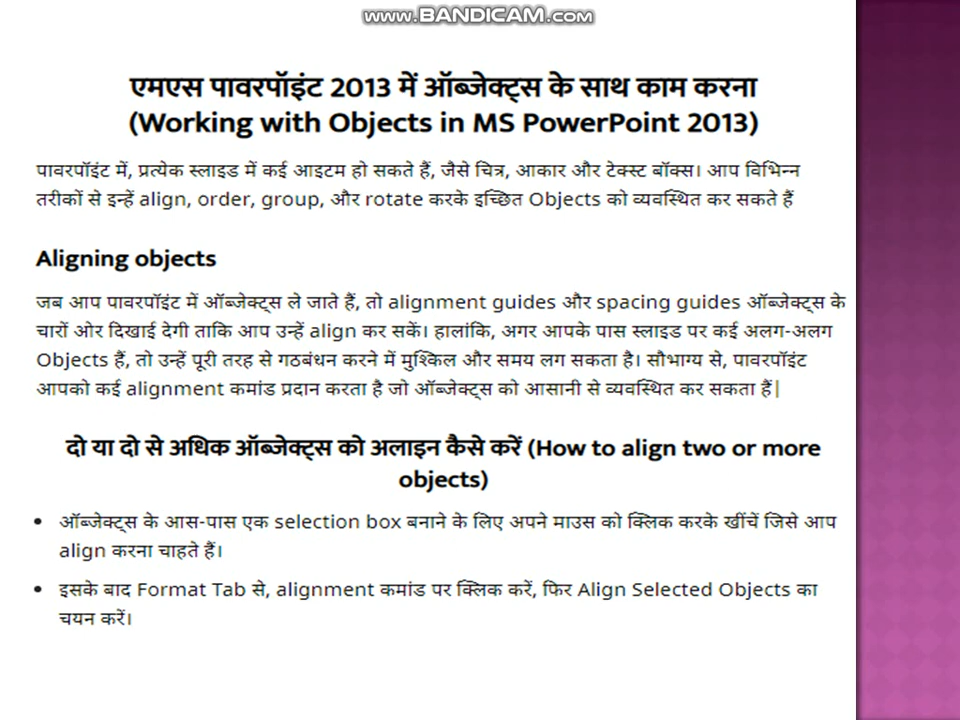 www.BANDICAM.com
एमएस पावरपॉइंट 2013 में ऑब्जेक्ट्स के साथ काम करना
(Working with Objects in MS PowerPoint 2013)
पावरपॉइंट में, प्रत्येक स्लाइड में कई आइटम हो सकते हैं, जैसे चित्र, आकार और टेक्स्ट बॉक्स। आप विभिन्न
तरीकों से इन्हें align, order, group, और rotate करके इच्छित Objects को व्यवस्थित कर सकते हैं
Aligning objects
जब आप पावरपॉइंट में ऑब्जेक्ट्स ले जाते हैं, तो alignment guides और spacing guides ऑब्जेक्ट्स के
चारों ओर दिखाई देगी ताकि आप उन्हें align कर सकें। हालांकि, अगर आपके पास स्लाइड पर कई अलग-अलग
Objects हैं, तो उन्हें पूरी तरह से गठबंधन करने में मुश्किल और समय लग सकता है। सौभाग्य से, पावरपॉइंट
आपको कई alignment कमांड प्रदान करता है जो ऑब्जेक्ट्स को आसानी से व्यवस्थित कर सकता हैं|
दो या दो से अधिक ऑब्जेक्ट्स को अलाइन कैसे करें (How to align two or more
objects)
• ऑब्जेक्ट्स के आस-पास एक selection box बनाने के लिए अपने माउस को क्लिक करके खींचें जिसे आप
align करना चाहते हैं।
• इसके बाद Format Tab से, alignment कमांड पर क्लिक करें, फिर Align Selected Objects का
चयन करें।